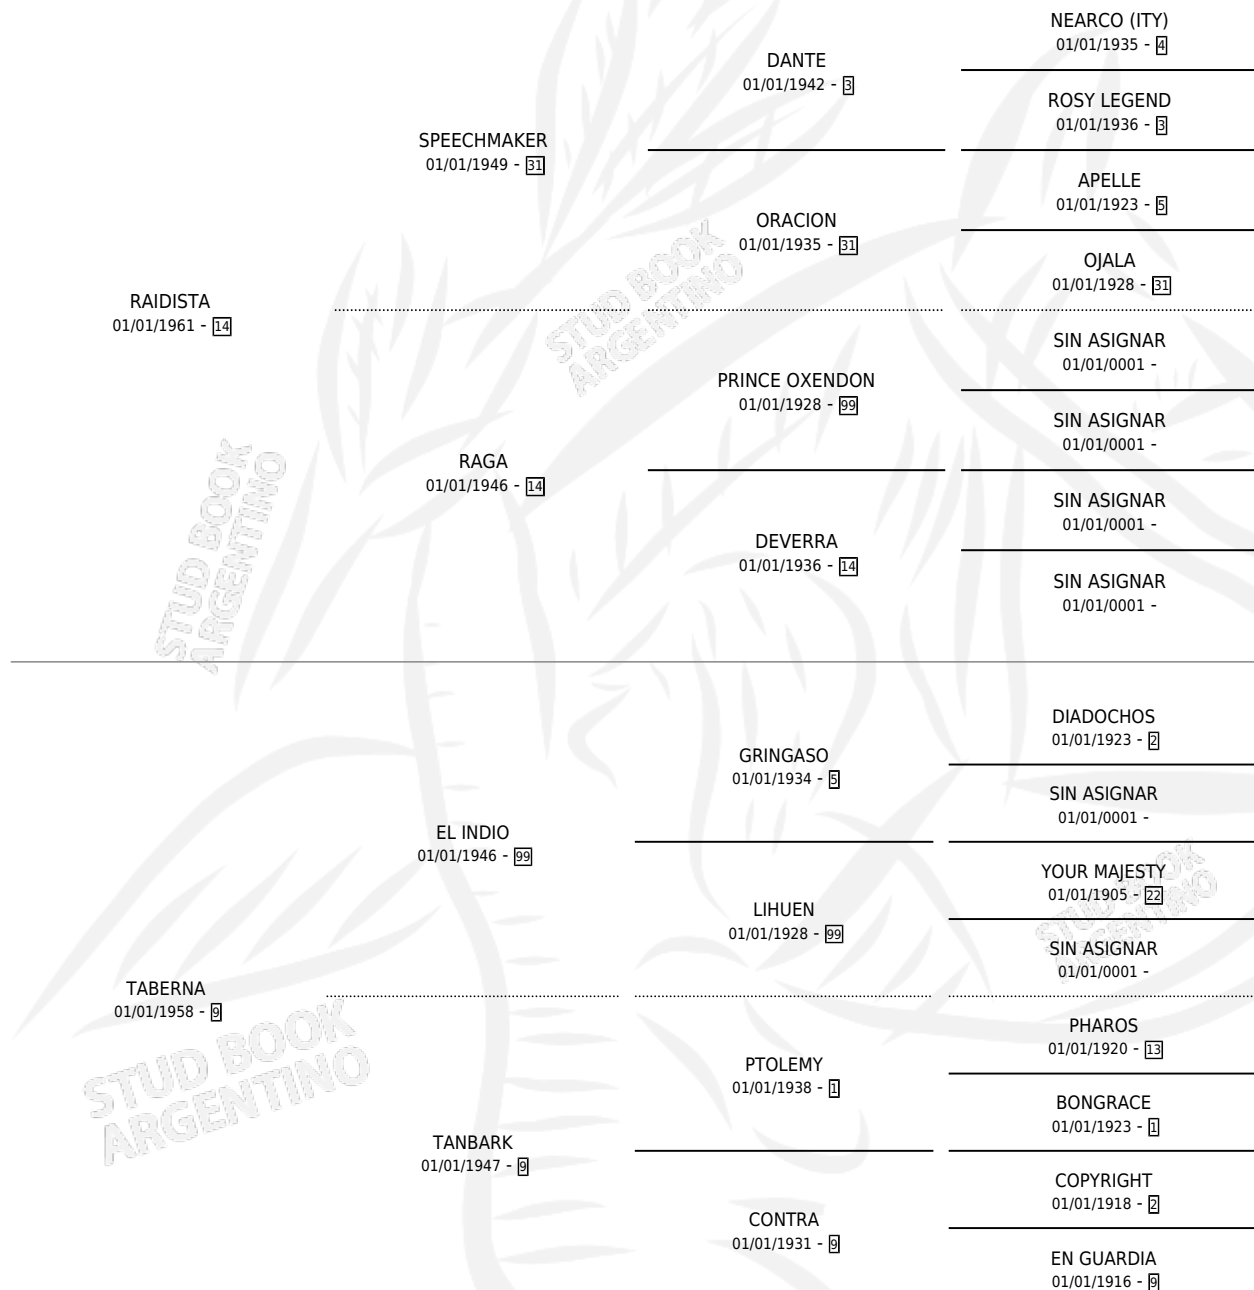 NEARCO (ITY)
01/01/1935 - 4
DANTE
01/01/1942 - 3
ROSY LEGEND
01/01/1936 - 3
SPEECHMAKER
01/01/1949 - 31
APELLE
01/01/1923 - 5
ORACION
01/01/1935 - 31
OJALA
01/01/1928 - 31
RAIDISTA
01/01/1961 - 14
STUD BOOK
ARGENTINO
SIN ASIGNAR
01/01/0001 -
PRINCE OXENDON
01/01/1928 - 99
SIN ASIGNAR
01/01/0001 -
RAGA
01/01/1946 - 14
SIN ASIGNAR
01/01/0001 -
DEVERRA
01/01/1936 - 14
SIN ASIGNAR
01/01/0001 -
STUD BOOK
ARGENTINO
DIADOCHOS
01/01/1923 - 2
GRINGASO
01/01/1934 - 5
SIN ASIGNAR
01/01/0001 -
EL INDIO
01/01/1946 - 99
YOUR MAJESTY
01/01/1905 - 22
LIHUEN
01/01/1928 - 99
STUD BOOK
ARGENTINO
SIN ASIGNAR
01/01/0001 -
TABERNA
01/01/1958 - 9
STUD BOOK
ARGENTINO
PHAROS
01/01/1920 - 13
PTOLEMY
01/01/1938 - 1
BONGRACE
01/01/1923 - 1
TANBARK
01/01/1947 - 9
COPYRIGHT
01/01/1918 - 2
CONTRA
01/01/1931 - 9
EN GUARDIA
01/01/1916 - 9